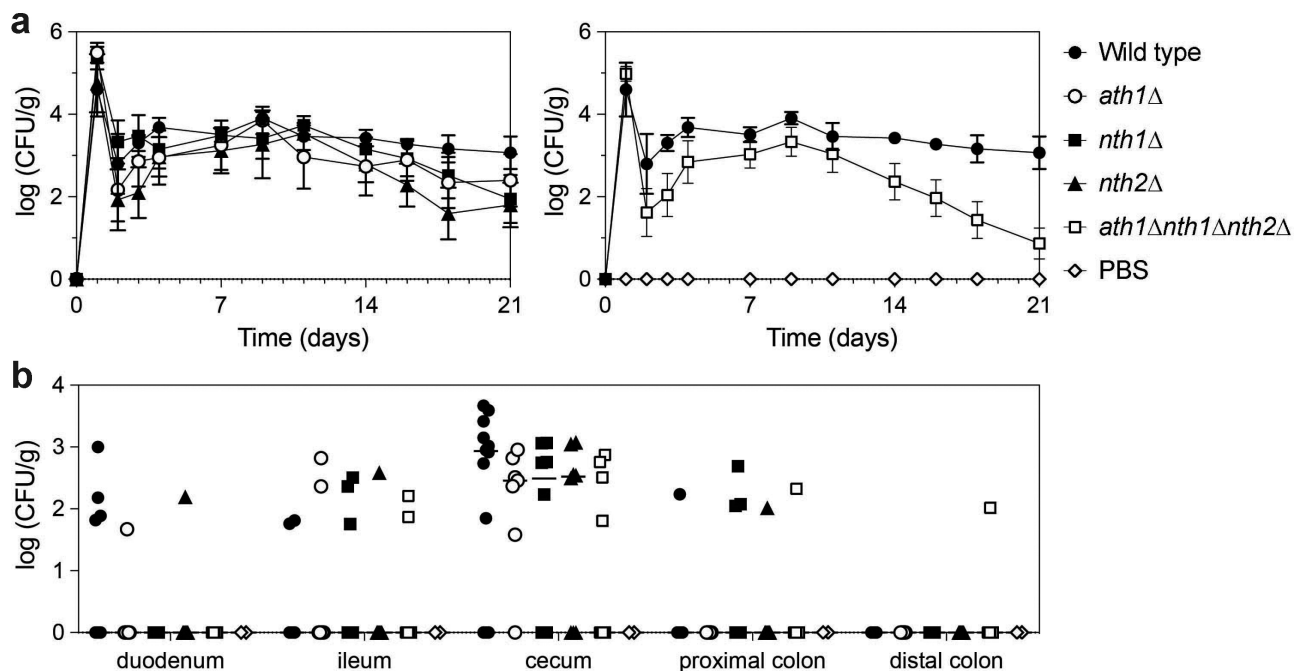 a
6
4
2
0
log (CFU/g)
0 7 14 21
Time (days)
6
4
2
0
log (CFU/g)
0 7 14 21
Time (days)
Wild type
ath1Δ
nth1Δ
nth2Δ
ath1Δnth1Δnth2Δ
PBS
b
4
3
2
1
0
log (CFU/g)
duodenum ileum cecum proximal colon distal colon